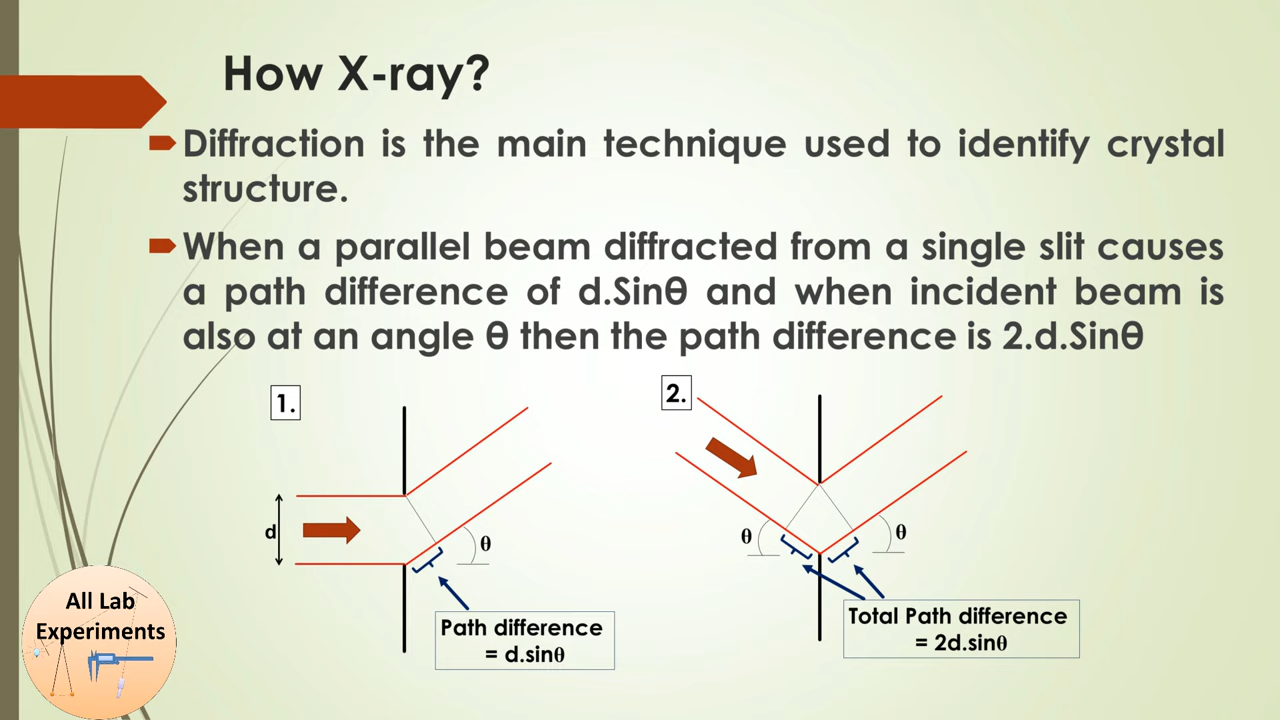 How X-ray?
Diffraction is the main technique used to identify crystal
structure.
When a parallel beam diffracted from a single slit causes
a path difference of d.Sinθ and when incident beam is
also at an angle θ then the path difference is 2.d.Sinθ
1.
2.
d
θ
θ
θ
Path difference
= d.sinθ
Total Path difference
= 2d.sinθ
All Lab
Experiments